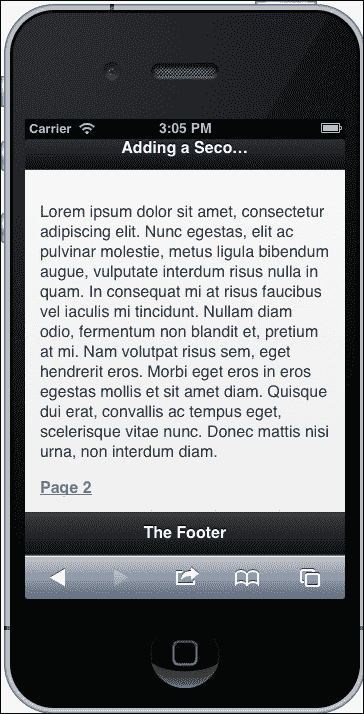 Carrier 3:05 PM
Adding a Seco...
Lorem ipsum dolor sit amet, consectetur
adipiscing elit. Nunc egestas, elit ac
pulvinar molestie, metus ligula bibendum
augue, vulputate interdum risus nulla in
quam. In consequat mi at risus faucibus
vel iaculis mi tincidunt. Nullam diam
odio, fermentum non blandit et, pretium
at mi. Nam volutpat risus sem, eget
hendrerit eros. Morbi eget eros in eros
egestas mollis et sit amet diam. Quisque
dui erat, convallis ac tempus eget,
scelerisque vitae nunc. Donec mattis nisi
urna, non interdum diam.
Page 2
The Footer